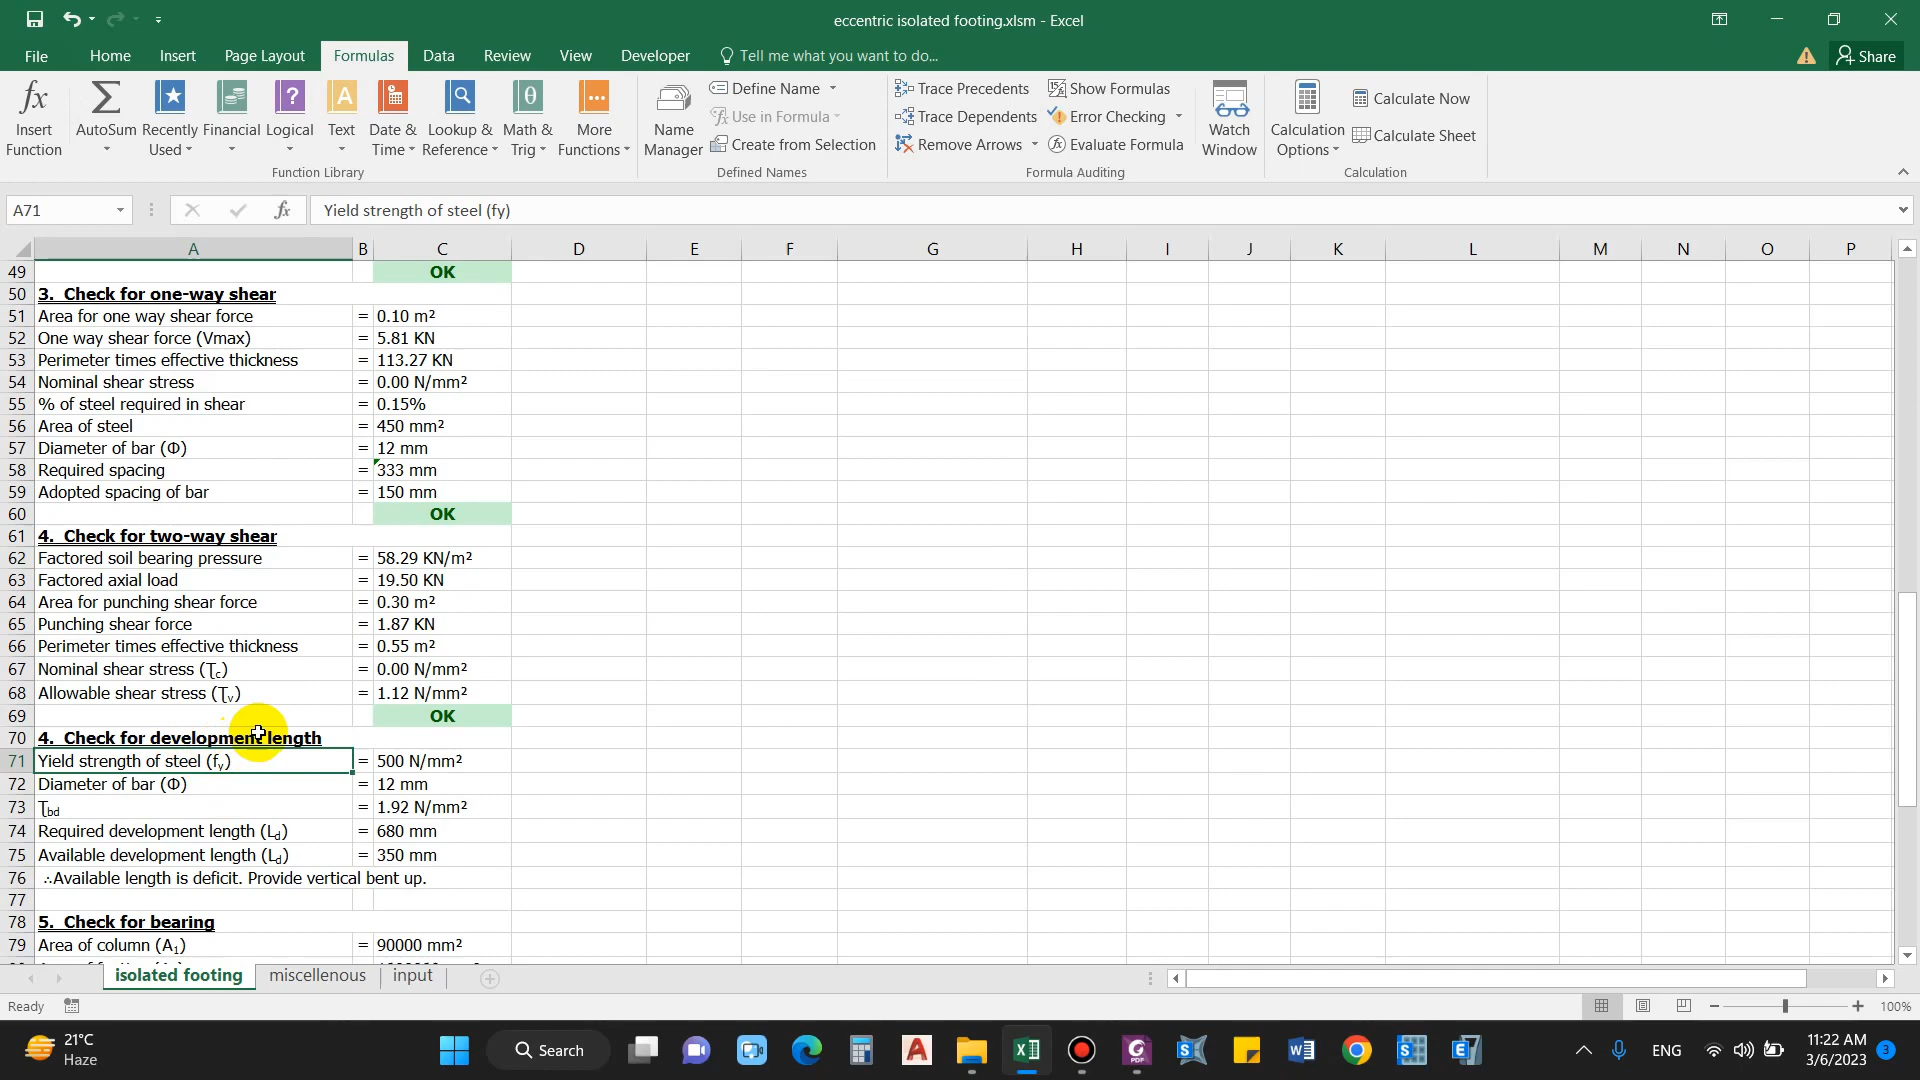 eccentric isolated footing.xlsm - Excel
File Home Insert Page Layout Formulas Data Review View Developer Tell me what you want to do... Share
Insert Function
AutoSum
Recently Used
Financial
Logical
Text
Date & Time
Lookup & Reference
Math & Trig
More Functions
Function Library
Name Manager
Define Name
Use in Formula
Create from Selection
Defined Names
Trace Precedents
Trace Dependents
Remove Arrows
Show Formulas
Error Checking
Evaluate Formula
Formula Auditing
Watch Window
Calculation Options
Calculate Now
Calculate Sheet
Calculation
A71 fx Yield strength of steel (fy)
A B C D E F G H I J K L M N O P
49 OK
50 3. Check for one-way shear
51 Area for one way shear force = 0.10 m²
52 One way shear force (Vmax) = 5.81 KN
53 Perimeter times effective thickness = 113.27 KN
54 Nominal shear stress = 0.00 N/mm²
55 % of steel required in shear = 0.15%
56 Area of steel = 450 mm²
57 Diameter of bar (Φ) = 12 mm
58 Required spacing = 333 mm
59 Adopted spacing of bar = 150 mm
60 OK
61 4. Check for two-way shear
62 Factored soil bearing pressure = 58.29 KN/m²
63 Factored axial load = 19.50 KN
64 Area for punching shear force = 0.30 m²
65 Punching shear force = 1.87 KN
66 Perimeter times effective thickness = 0.55 m²
67 Nominal shear stress (Ʈc) = 0.00 N/mm²
68 Allowable shear stress (Ʈv) = 1.12 N/mm²
69 OK
70 4. Check for development length
71 Yield strength of steel (fy) = 500 N/mm²
72 Diameter of bar (Φ) = 12 mm
73 Ʈbd = 1.92 N/mm²
74 Required development length (Ld) = 680 mm
75 Available development length (Ld) = 350 mm
76 ∴Available length is deficit. Provide vertical bent up.
77
78 5. Check for bearing
79 Area of column (A₁) = 90000 mm²
isolated footing miscellenous input
Ready 100%
21°C
Haze
Search
ENG
11:22 AM
3/6/2023
3